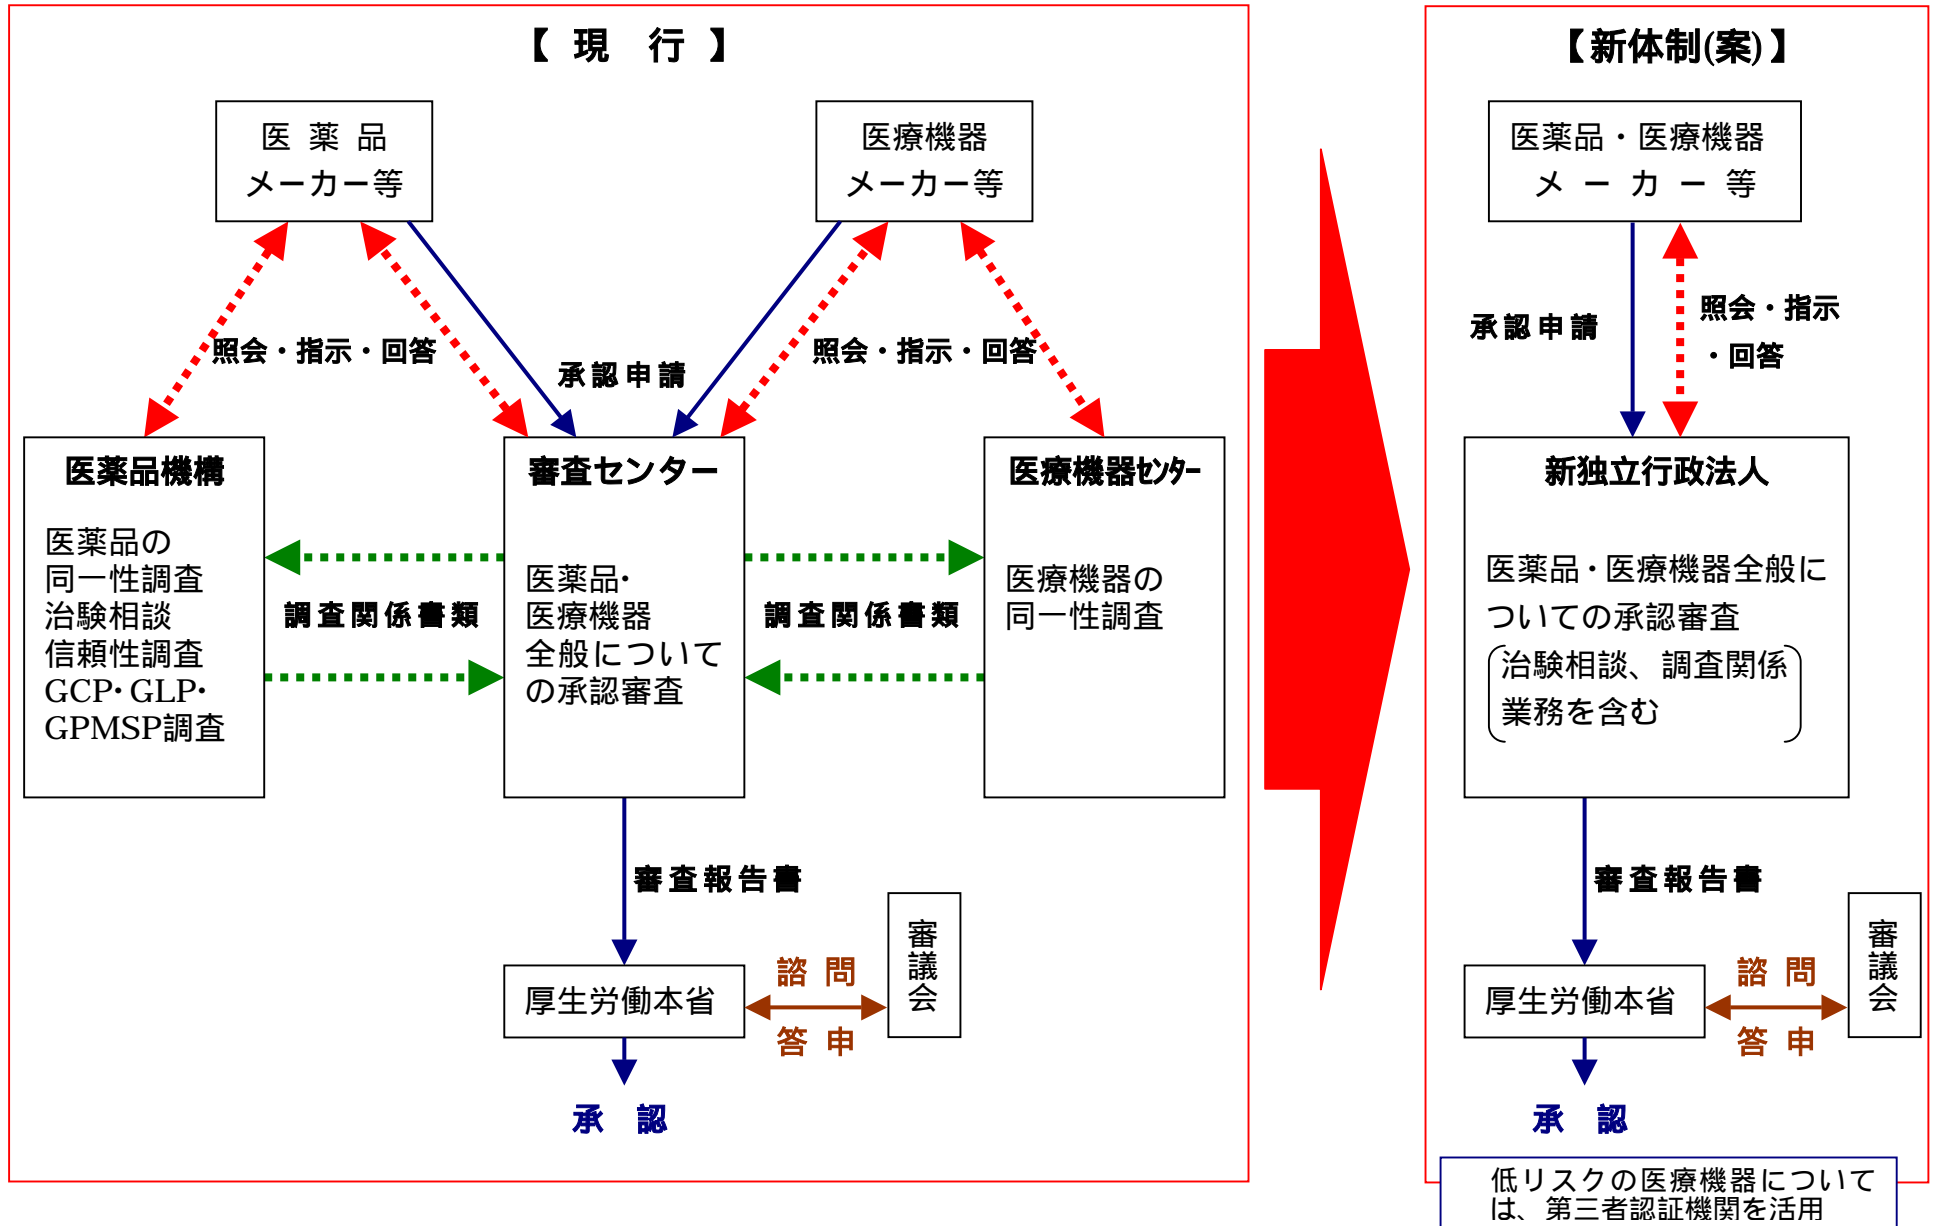 【 現 行 】
医 薬 品
メーカー等
医療機器
メーカー等
照会・指示・回答
承認申請
照会・指示・回答
医薬品機構
医薬品の
同一性調査
治験相談
信頼性調査
GCP・GLP・
GPMSP調査
調査関係書類
審査センター
医薬品・
医療機器
全般について
の承認審査
調査関係書類
医療機器センター
医療機器の
同一性調査
審査報告書
厚生労働本省
諮 問
答 申
審議会
承 認
【新体制(案)】
医薬品・医療機器
メ ー カ ー 等
承認申請
照会・指示
・回答
新独立行政法人
医薬品・医療機器全般に
ついての承認審査
治験相談、調査関係
業務を含む
審査報告書
厚生労働本省
諮 問
答 申
審議会
承 認
低リスクの医療機器について
は、第三者認証機関を活用